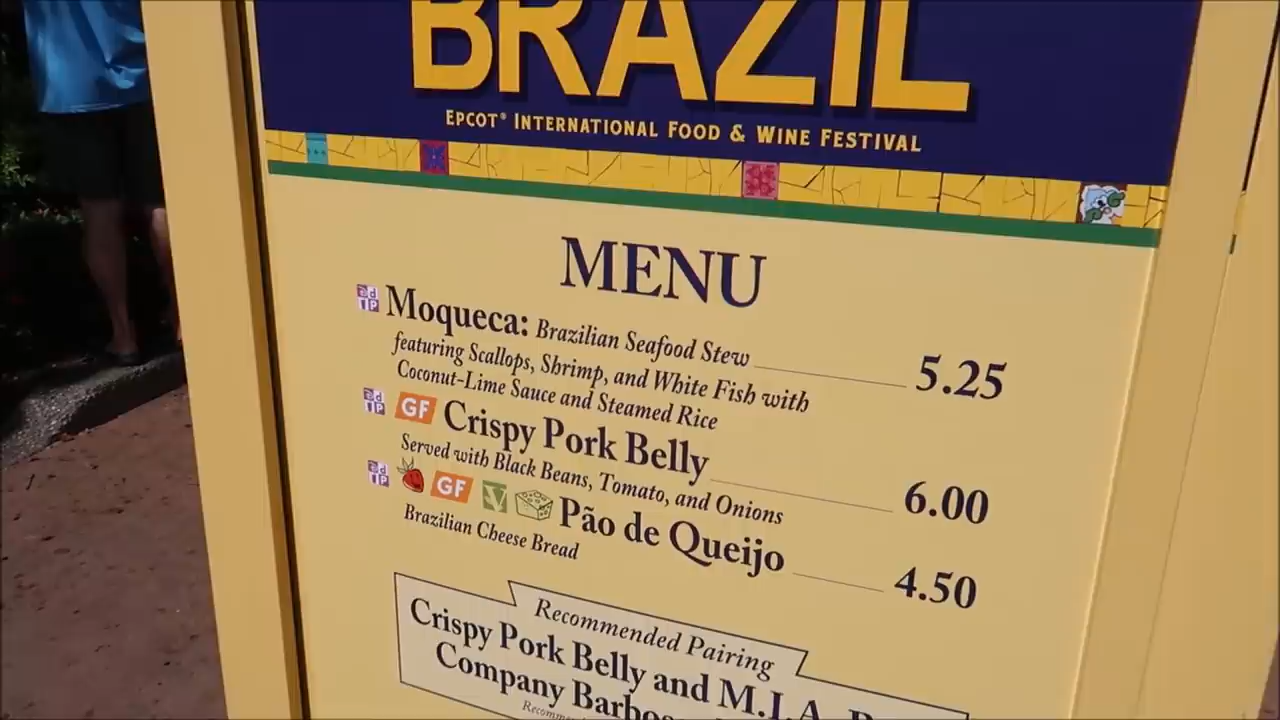 BRAZIL
EPCOT® INTERNATIONAL FOOD & WINE FESTIVAL
MENU
Moqueca: Brazilian Seafood Stew 5.25
featuring Scallops, Shrimp, and White Fish with
Coconut-Lime Sauce and Steamed Rice
GF Crispy Pork Belly 6.00
Served with Black Beans, Tomato, and Onions
GF V Pão de Queijo 4.50
Brazilian Cheese Bread
Recommended Pairing
Crispy Pork Belly and M.I.A.
Company